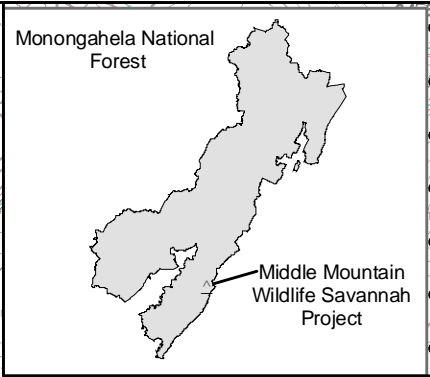 Monongahela National
Forest
Middle Mountain
Wildlife Savannah
Project